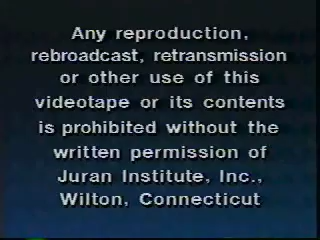 Any reproduction,
rebroadcast, retransmission
or other use of this
videotape or its contents
is prohibited without the
written permission of
Juran Institute, Inc.,
Wilton, Connecticut